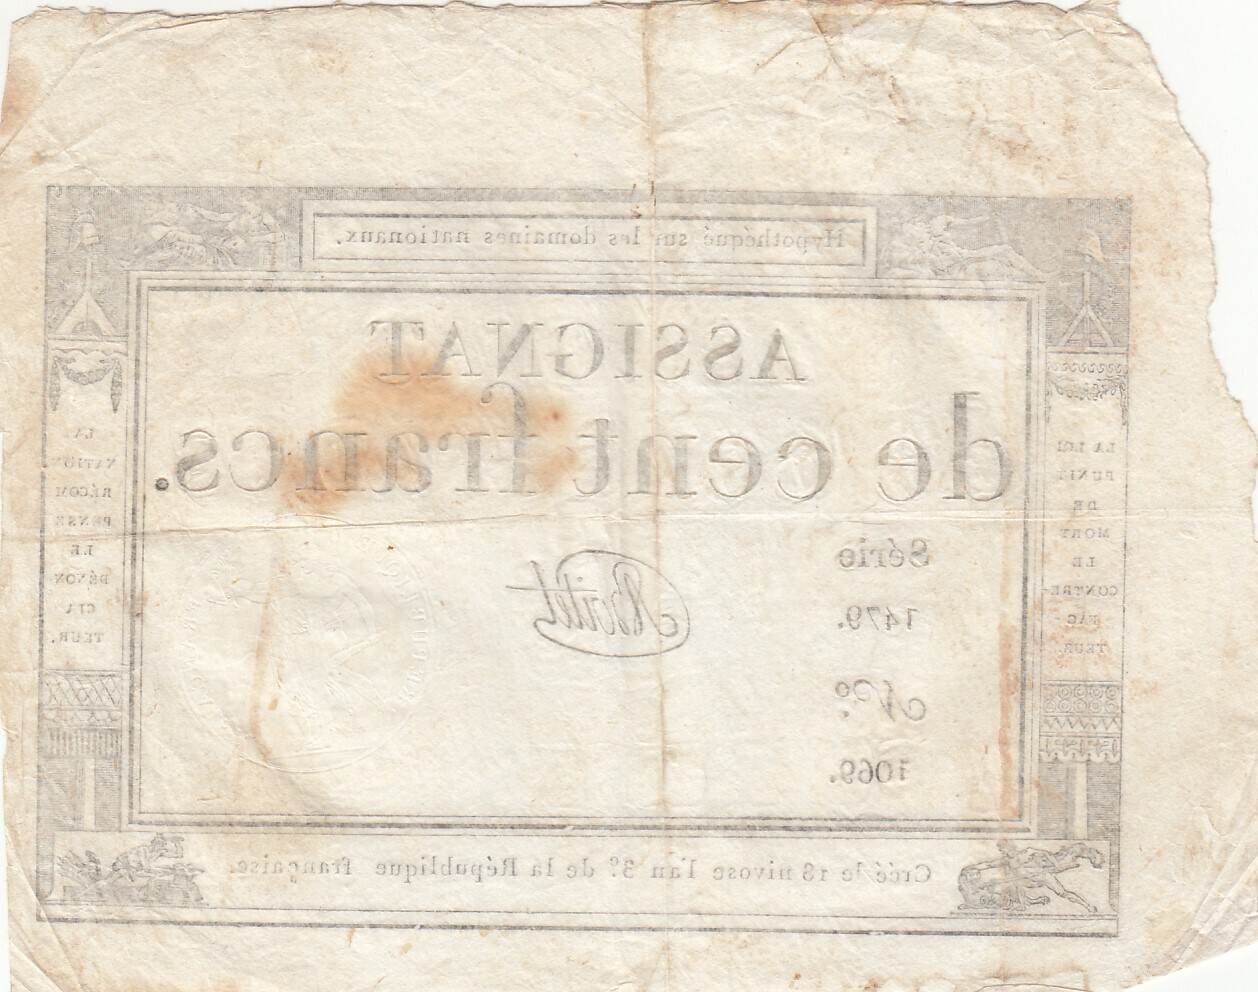 Hypothéqué sur les domaines nationaux.
ASSIGNAT
de cent francs.
Série
1479.
Nº.
1069.
LA LOI
PUNIT
DE
MORT
LE
CONTRE-
FAC-
TEUR.
LA
NATION
RÉCOM
PENSE
LE
DÉNON
CIA
TEUR.
Créé le 18 nivose l'an 3.e de la République française.